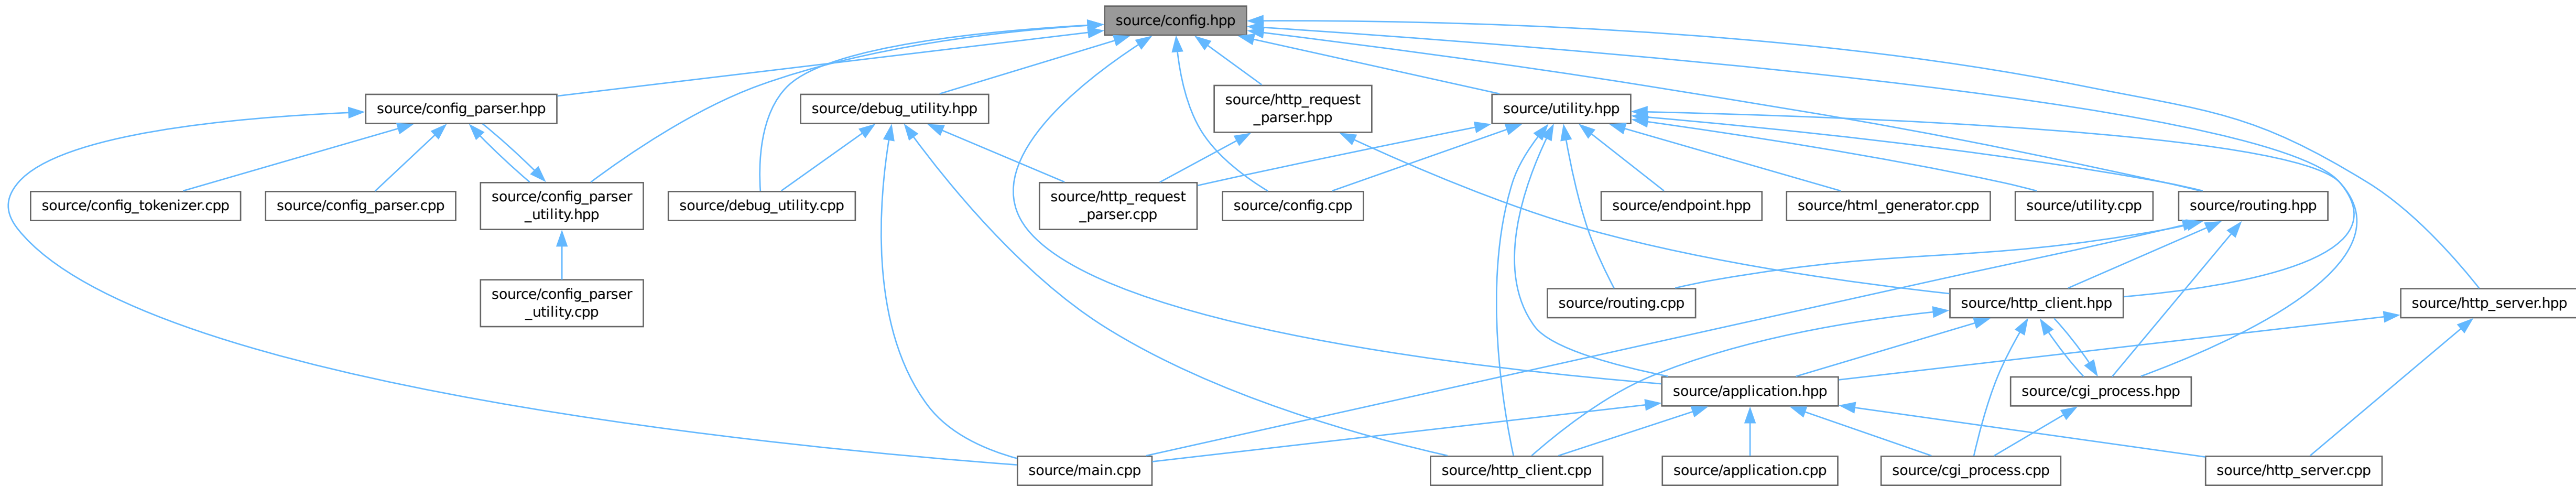 source/config.hpp
source/config_parser.hpp
source/debug_utility.hpp
source/http_request
_parser.hpp
source/utility.hpp
source/config_tokenizer.cpp
source/config_parser.cpp
source/config_parser
_utility.hpp
source/debug_utility.cpp
source/http_request
_parser.cpp
source/config.cpp
source/endpoint.hpp
source/html_generator.cpp
source/utility.cpp
source/routing.hpp
source/config_parser
_utility.cpp
source/routing.cpp
source/http_client.hpp
source/http_server.hpp
source/application.hpp
source/cgi_process.hpp
source/main.cpp
source/http_client.cpp
source/application.cpp
source/cgi_process.cpp
source/http_server.cpp